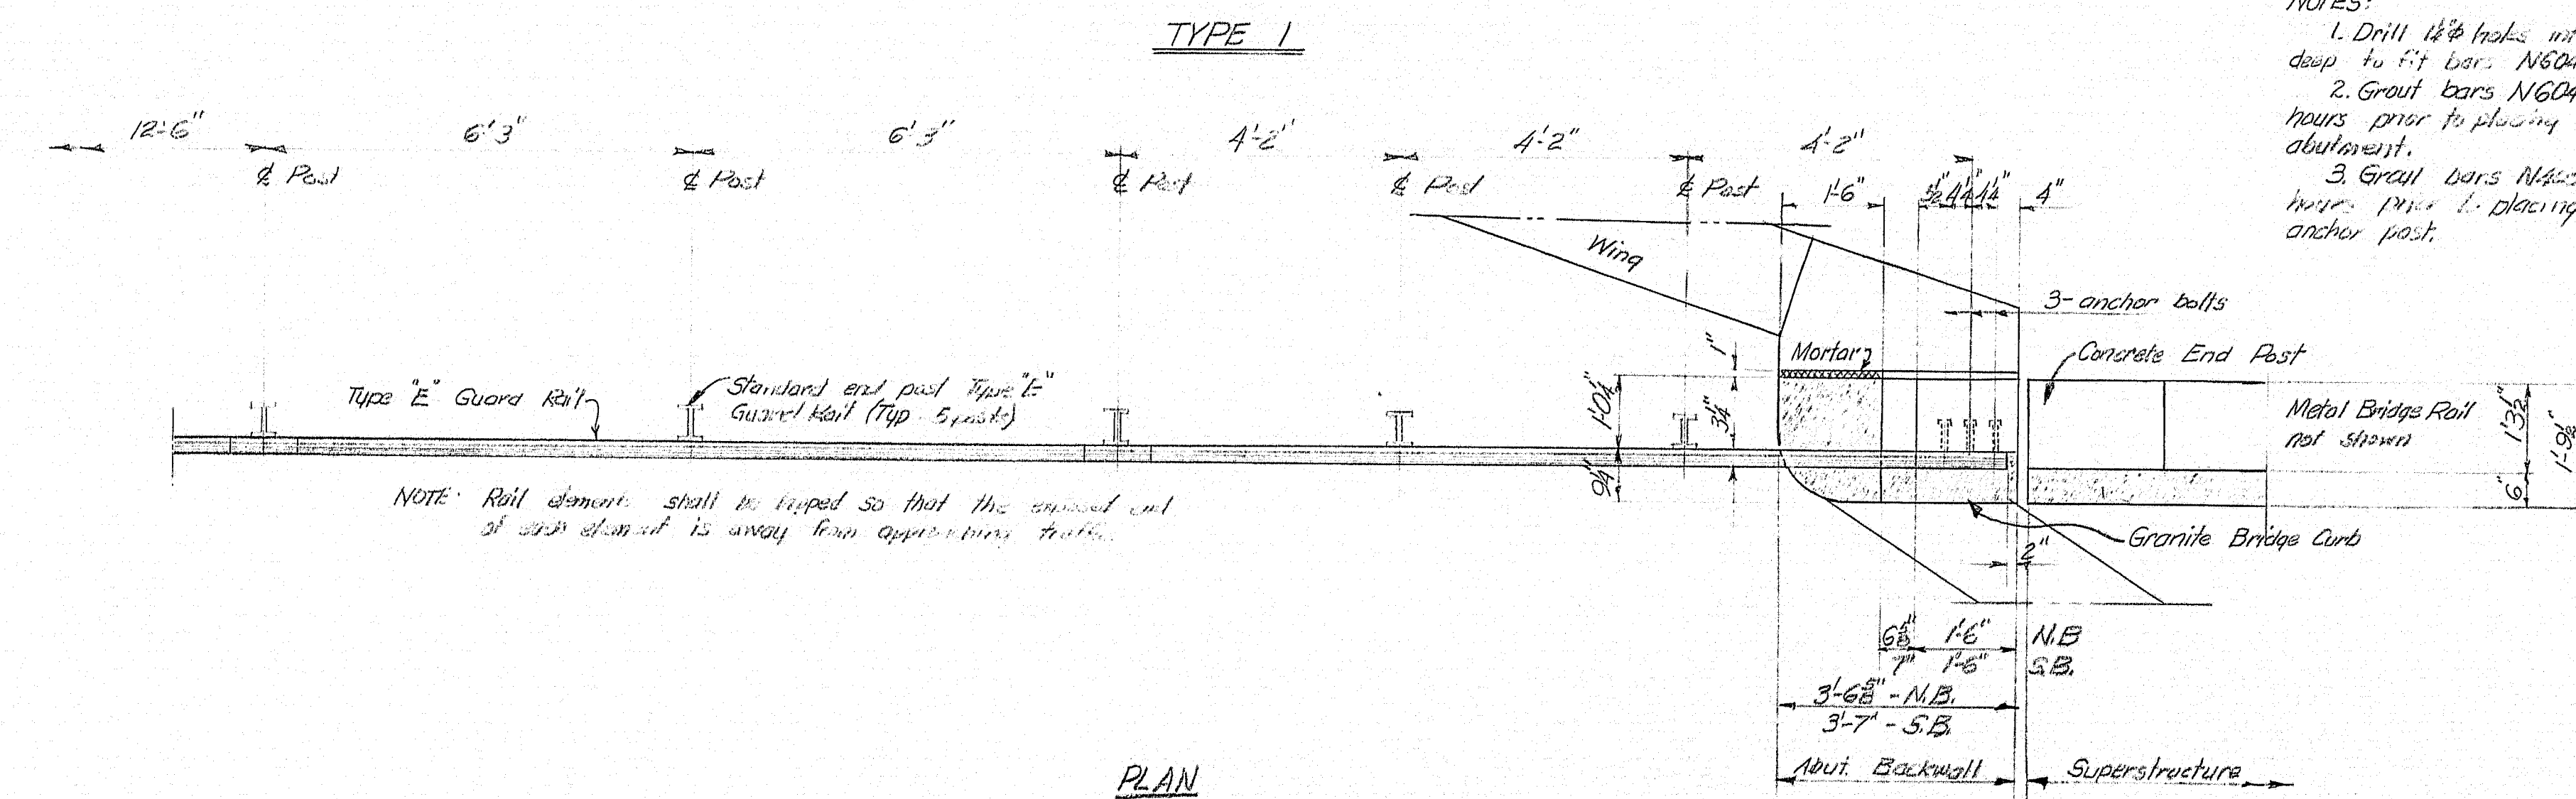 TYPE 1
NOTES:
1. Drill 1¼"φ holes int
deep to fit bars N604
2. Grout bars N604
hours prior to placing
abutment.
3. Grout bars
hours prior to placing
anchor post.
12'-6"
6'-3"
6'-3"
4'-2"
4'-2"
4'-2"
℄ Post
℄ Post
℄ Post
℄ Post
℄ Post
1'-6"
4"
Wing
3-anchor bolts
Mortar
1"
Concrete End Post
Type "E" Guard Rail
Standard end post Type "E"
Guard Rail (Typ. 5 posts)
1'-0¼"
3¼"
9¼"
Metal Bridge Rail
not shown
1'-3½"
1'-9½"
6"
NOTE: Rail elements shall be lapped so that the exposed end
of each element is away from approaching traffic.
Granite Bridge Curb
2"
6⅝" 1'-6" N.B
7" 1'-6" S.B.
3'-6⅝" - N.B.
3'-7" - S.B.
Abut. Backwall
Superstructure
PLAN